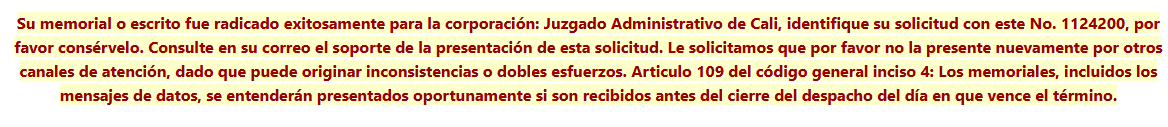 Su memorial o escrito fue radicado exitosamente para la corporación: Juzgado Administrativo de Cali, identifique su solicitud con este No. 1124200, por
favor consérvelo. Consulte en su correo el soporte de la presentación de esta solicitud. Le solicitamos que por favor no la presente nuevamente por otros
canales de atención, dado que puede originar inconsistencias o dobles esfuerzos. Articulo 109 del código general inciso 4: Los memoriales, incluidos los
mensajes de datos, se entenderán presentados oportunamente si son recibidos antes del cierre del despacho del día en que vence el término.